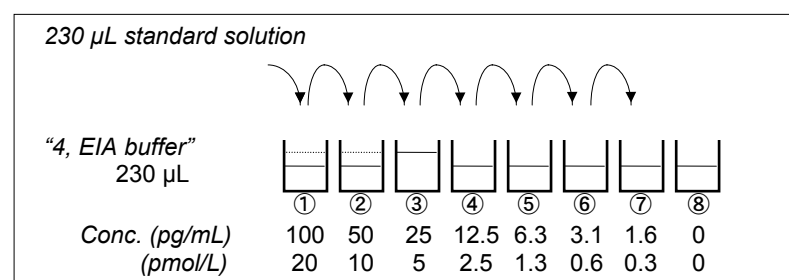 230 µL standard solution
“4, EIA buffer”
230 µL
① ② ③ ④ ⑤ ⑥ ⑦ ⑧
Conc. (pg/mL) 100 50 25 12.5 6.3 3.1 1.6 0
(pmol/L) 20 10 5 2.5 1.3 0.6 0.3 0